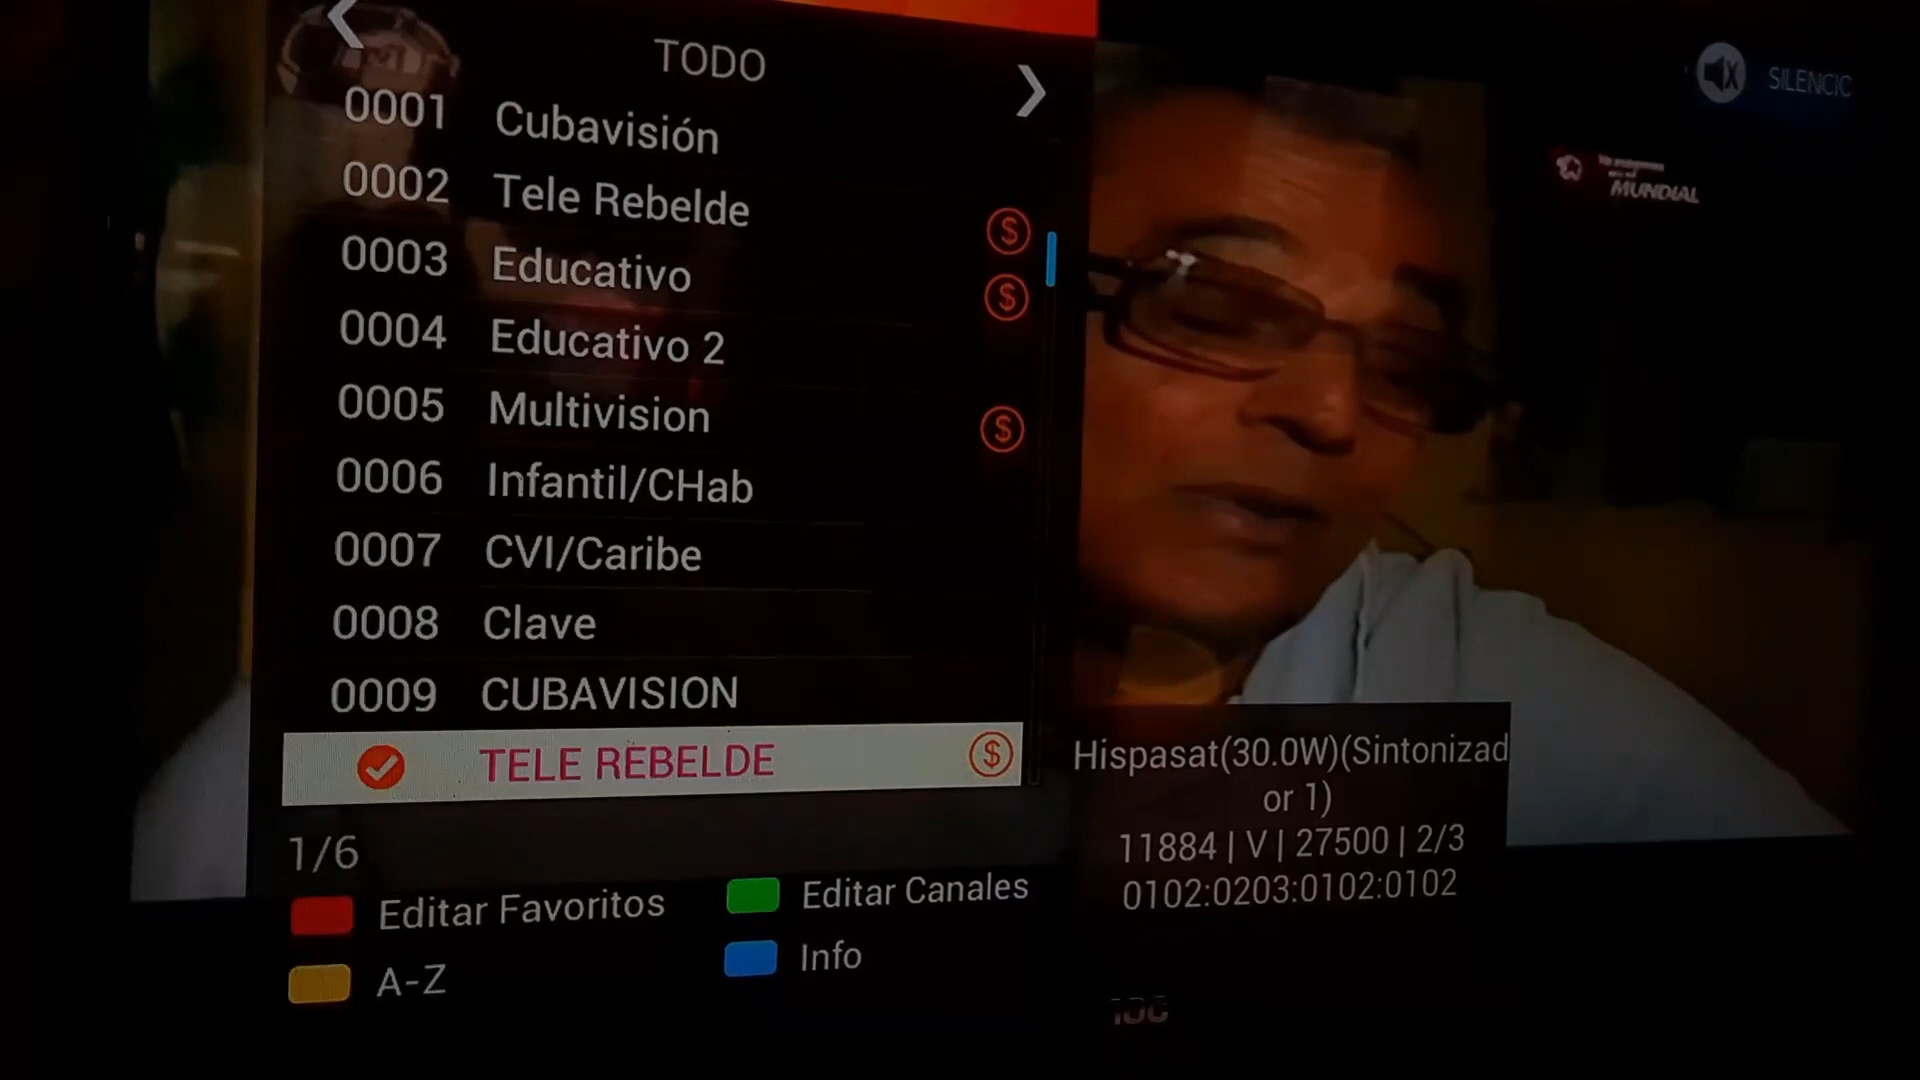 TODO
SILENCIO
0001 Cubavisión
0002 Tele Rebelde
MUNDIAL
0003 Educativo
0004 Educativo 2
0005 Multivision
0006 Infantil/CHab
0007 CVI/Caribe
0008 Clave
0009 CUBAVISION
TELE REBELDE
Hispasat(30.0W)(Sintonizad
or 1)
11884 | V | 27500 | 2/3
0102:0203:0102:0102
1/6
Editar Favoritos
Editar Canales
A-Z
Info